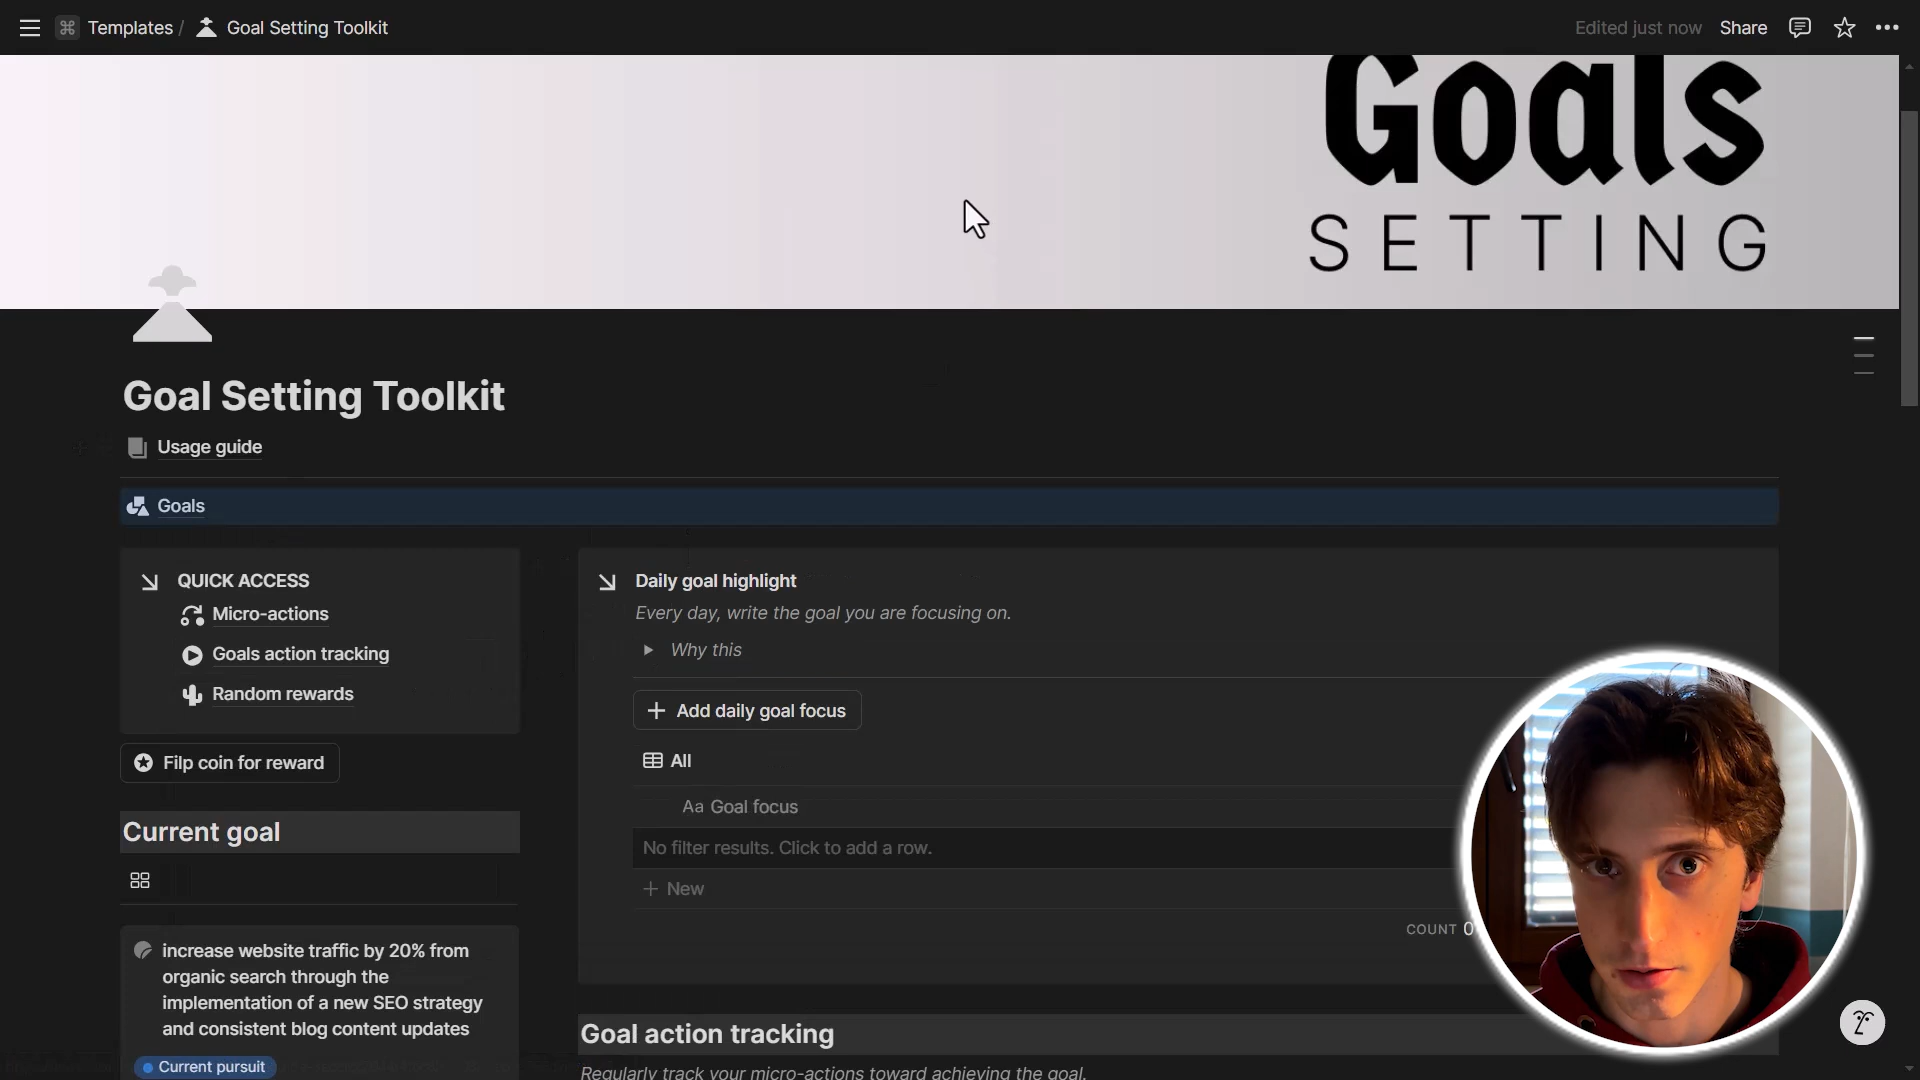 Templates / Goal Setting Toolkit
Edited just now Share
Goals
SETTING
Goal Setting Toolkit
Usage guide
Goals
QUICK ACCESS
Micro-actions
Goals action tracking
Random rewards
Filp coin for reward
Current goal
increase website traffic by 20% from
organic search through the
implementation of a new SEO strategy
and consistent blog content updates
Current pursuit
Daily goal highlight
Every day, write the goal you are focusing on.
Why this
Add daily goal focus
All
Aa Goal focus
No filter results. Click to add a row.
+ New
COUNT 0
Goal action tracking
Regularly track your micro-actions toward achieving the goal.